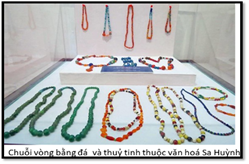 Chuỗi vòng bằng đá và thuỷ tinh thuộc văn hoá Sa Huỳnh